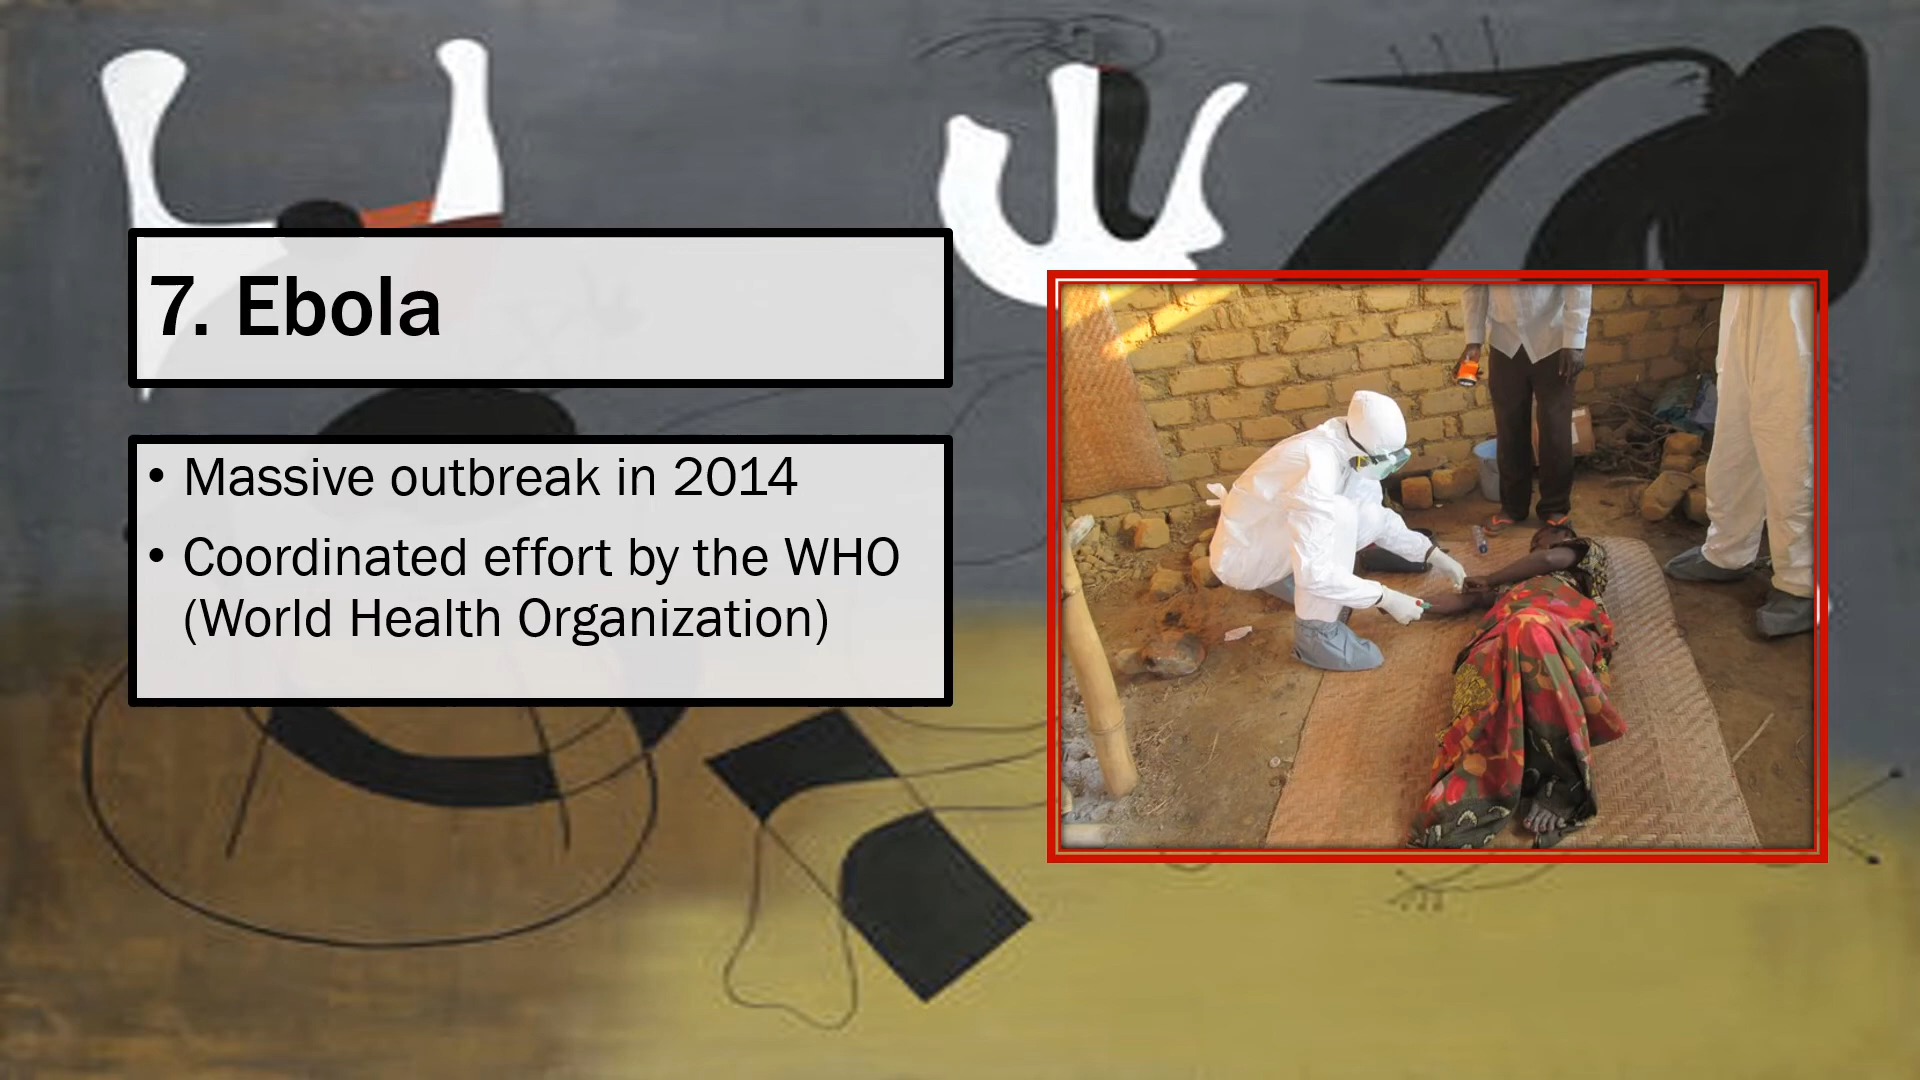 7. Ebola
• Massive outbreak in 2014
• Coordinated effort by the WHO
(World Health Organization)